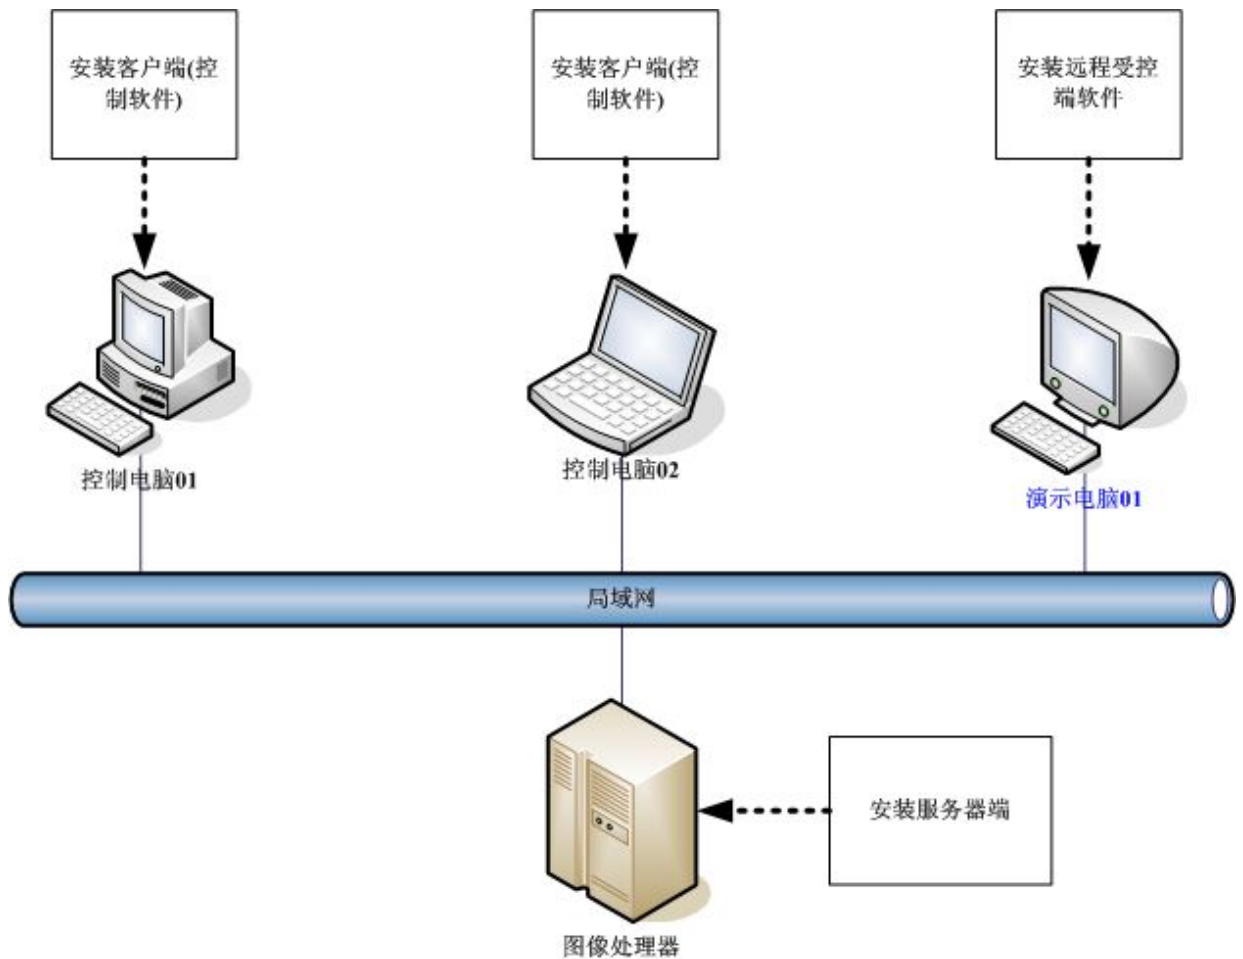 安装客户端(控
制软件)
安装客户端(控
制软件)
安装远程受控
端软件
控制电脑01
控制电脑02
演示电脑01
局域网
安装服务器端
图像处理器